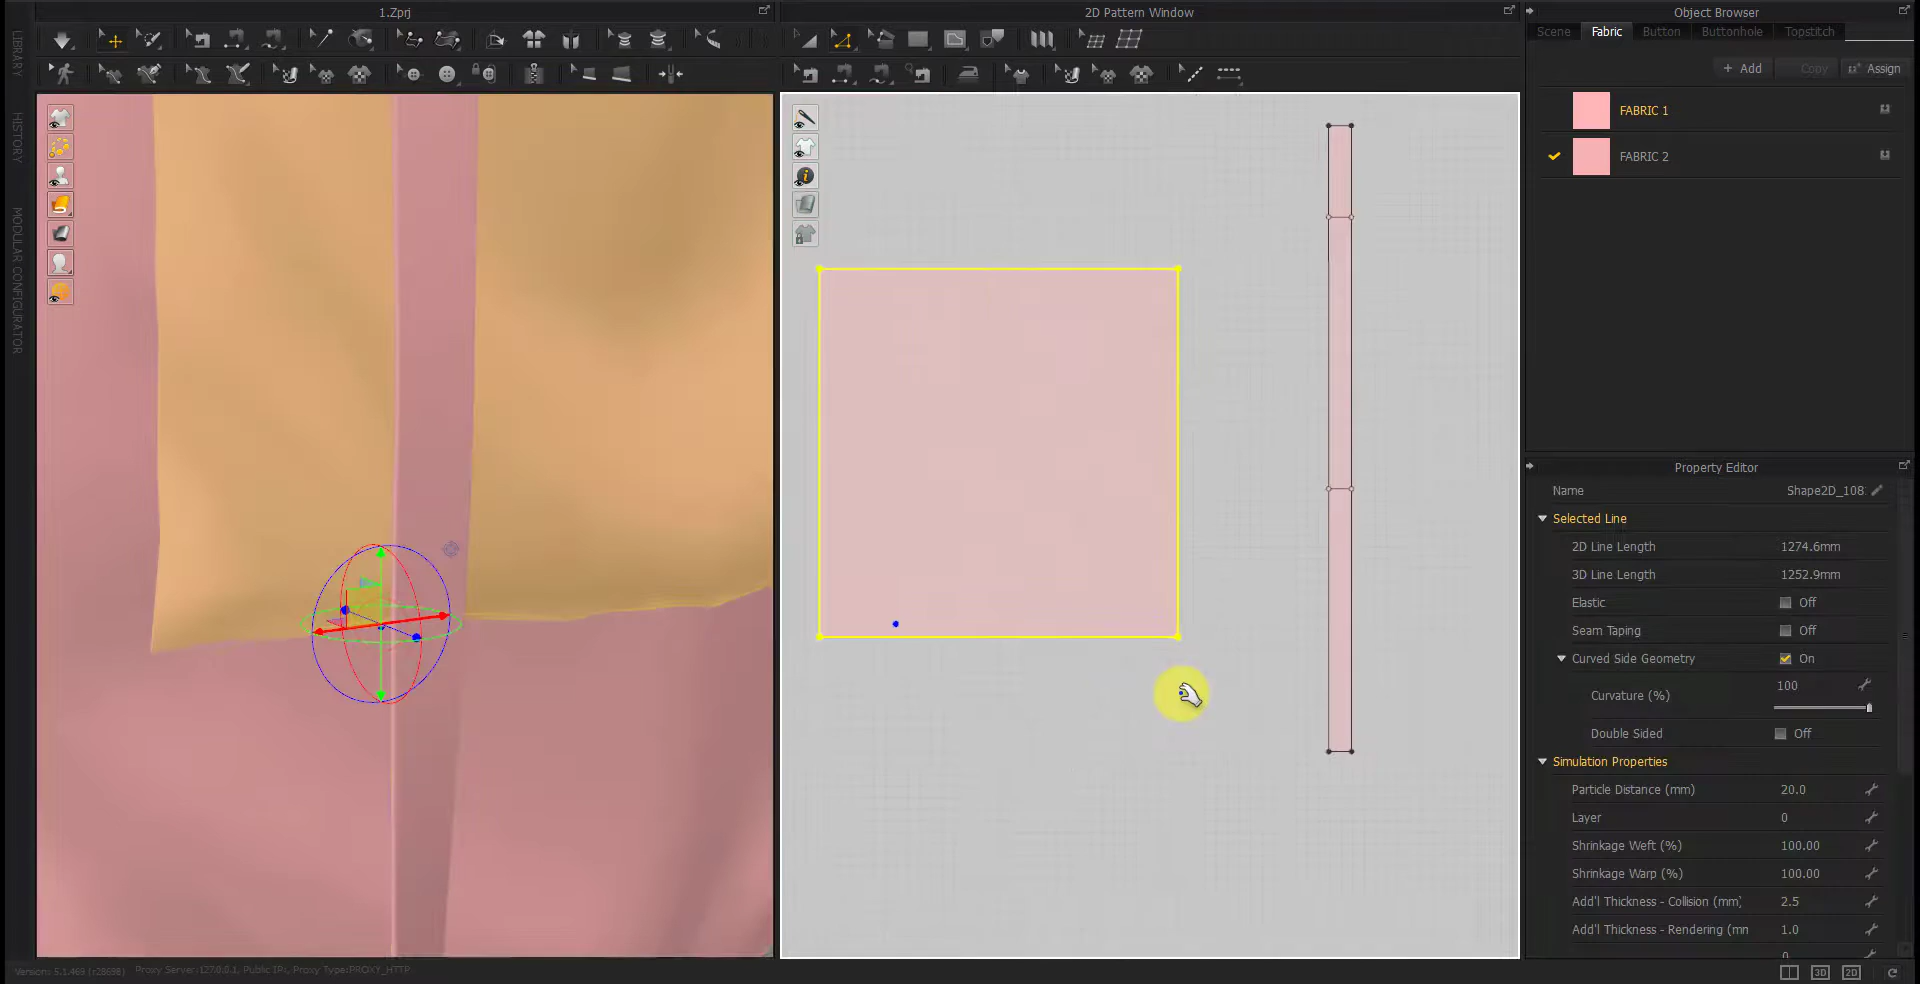 1.Zprj
2D Pattern Window
Object Browser
Scene Fabric Button Buttonhole Topstitch
+ Add Copy Assign
FABRIC 1
FABRIC 2
LIBRARY
HISTORY
MODULAR CONFIGURATOR
Property Editor
Name Shape2D_108
Selected Line
2D Line Length 1274.6mm
3D Line Length 1252.9mm
Elastic Off
Seam Taping Off
Curved Side Geometry On
Curvature (%) 100
Double Sided Off
Simulation Properties
Particle Distance (mm) 20.0
Layer 0
Shrinkage Weft (%) 100.00
Shrinkage Warp (%) 100.00
Add'l Thickness - Collision (mm) 2.5
Add'l Thickness - Rendering (mm 1.0
Version: 5.1.469 (r28698) Proxy Server:127.0.0.1, Public IP:, Proxy Type:PROXY_HTTP
3D 2D